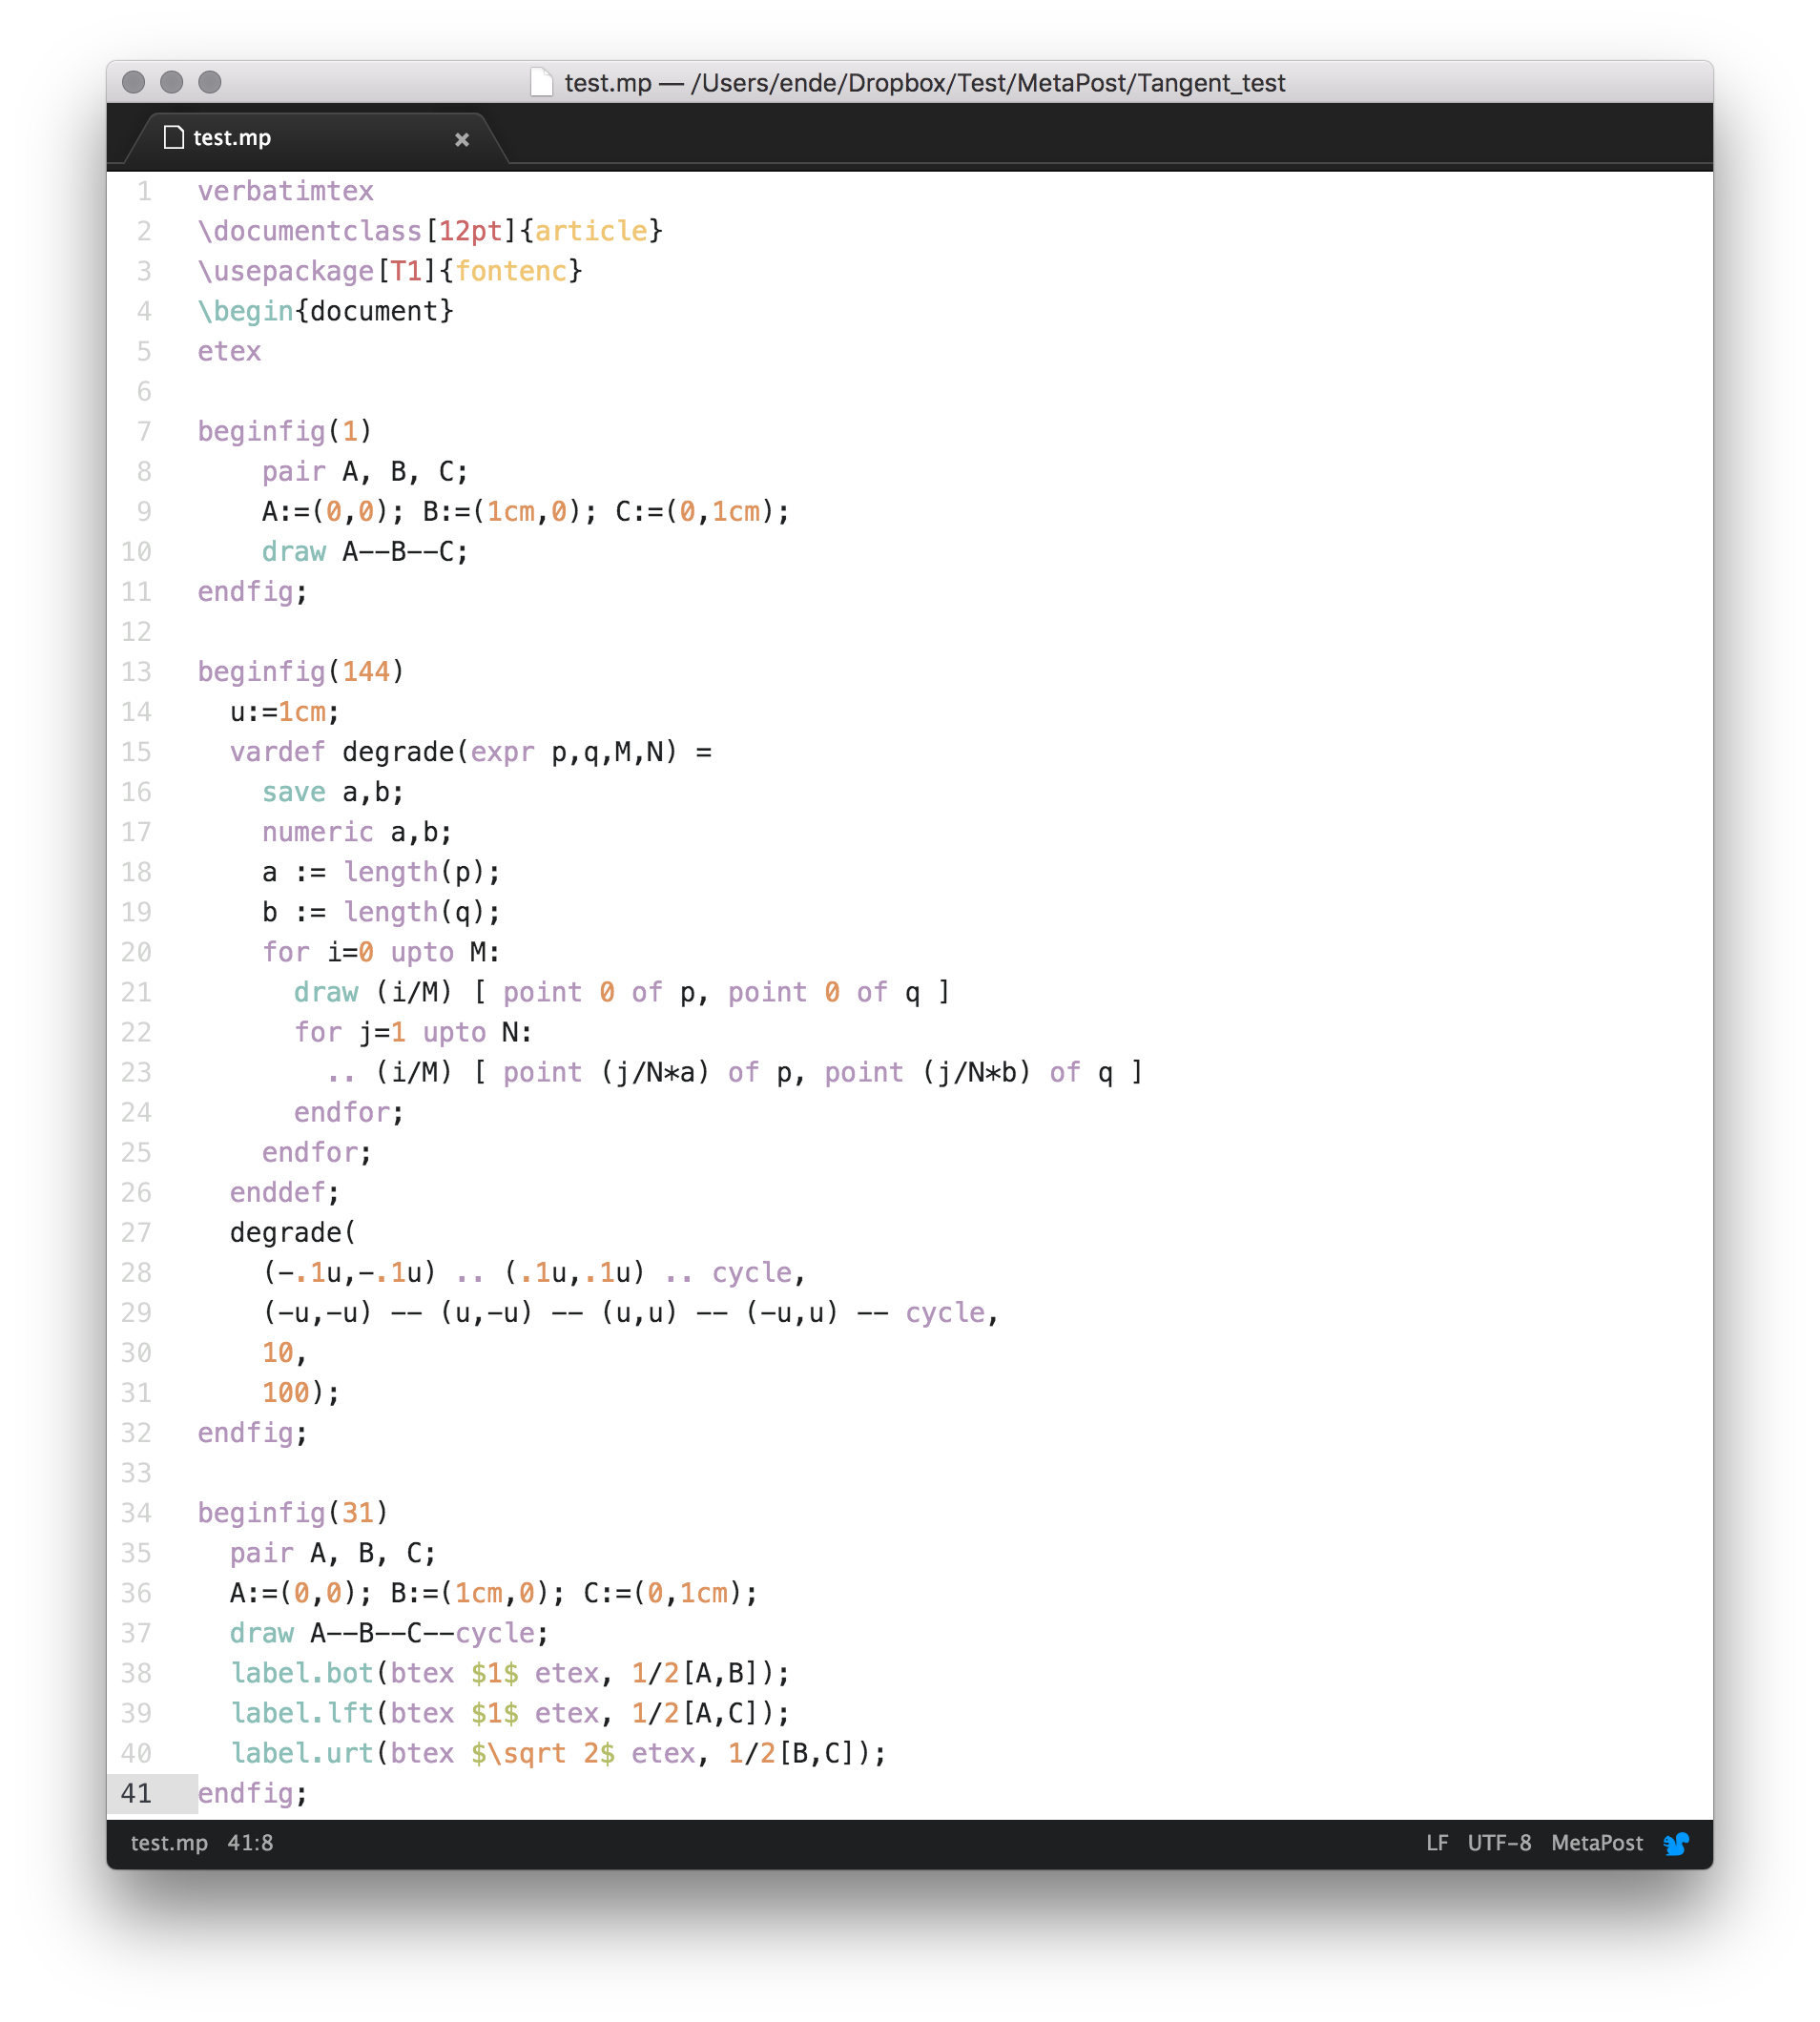 test.mp — /Users/ende/Dropbox/Test/MetaPost/Tangent_test
test.mp ×
1 verbatimtex
2 \documentclass[12pt]{article}
3 \usepackage[T1]{fontenc}
4 \begin{document}
5 etex
6
7 beginfig(1)
8     pair A, B, C;
9     A:=(0,0); B:=(1cm,0); C:=(0,1cm);
10     draw A--B--C;
11 endfig;
12
13 beginfig(144)
14   u:=1cm;
15   vardef degrade(expr p,q,M,N) =
16     save a,b;
17     numeric a,b;
18     a := length(p);
19     b := length(q);
20     for i=0 upto M:
21       draw (i/M) [ point 0 of p, point 0 of q ]
22       for j=1 upto N:
23         .. (i/M) [ point (j/N*a) of p, point (j/N*b) of q ]
24       endfor;
25     endfor;
26   enddef;
27   degrade(
28     (-.1u,-.1u) .. (.1u,.1u) .. cycle,
29     (-u,-u) -- (u,-u) -- (u,u) -- (-u,u) -- cycle,
30     10,
31     100);
32 endfig;
33
34 beginfig(31)
35   pair A, B, C;
36   A:=(0,0); B:=(1cm,0); C:=(0,1cm);
37   draw A--B--C--cycle;
38   label.bot(btex $1$ etex, 1/2[A,B]);
39   label.lft(btex $1$ etex, 1/2[A,C]);
40   label.urt(btex $\sqrt 2$ etex, 1/2[B,C]);
41 endfig;
test.mp 41:8 LF UTF-8 MetaPost